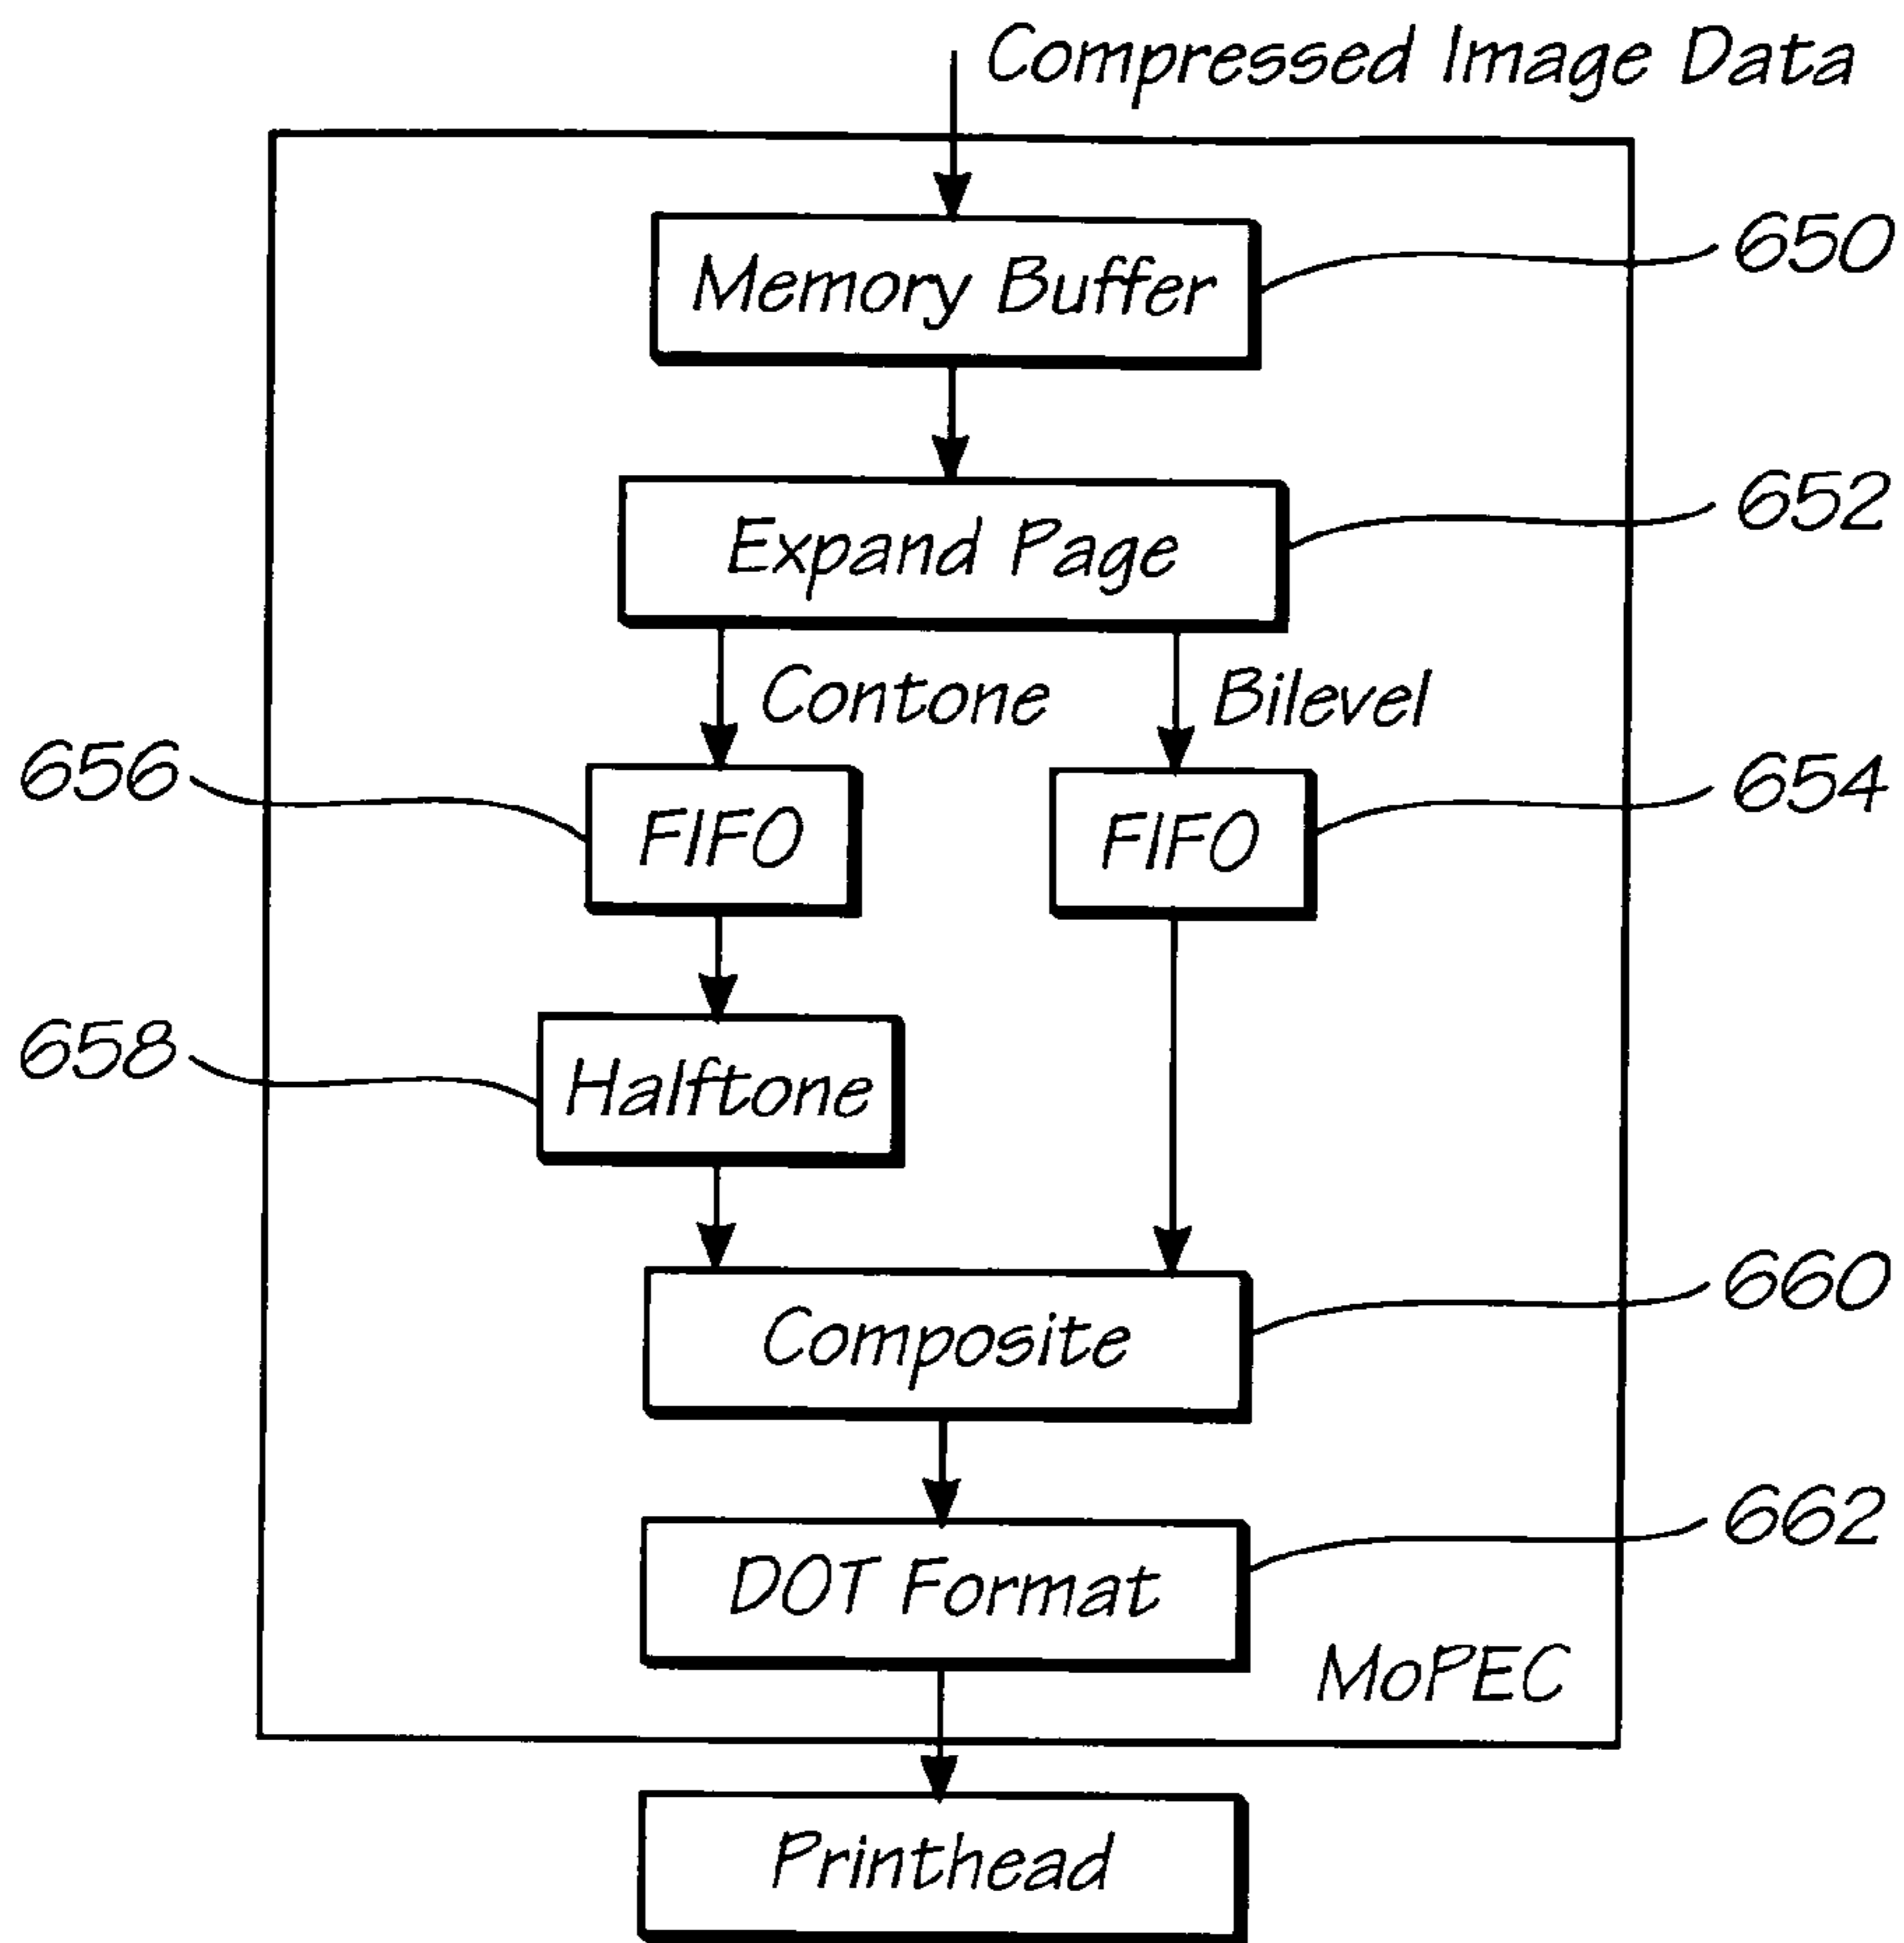 Compressed Image Data
Memory Buffer
650
Expand Page
652
Contone
Bilevel
656
FIFO
FIFO
654
658
Halftone
Composite
660
DOT Format
662
MoPEC
Printhead